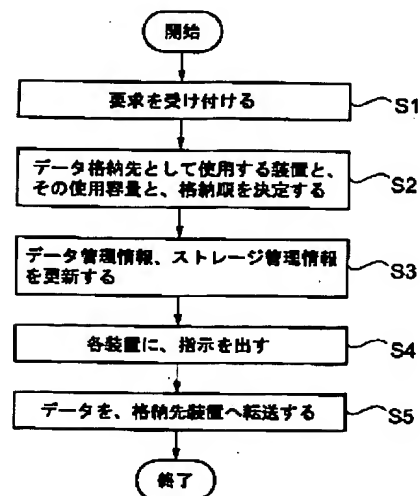 開始
要求を受け付ける
S1
データ格納先として使用する装置と、
その使用容量と、格納順を決定する
S2
データ管理情報、ストレージ管理情報
を更新する
S3
各装置に、指示を出す
S4
データを、格納先装置へ転送する
S5
終了